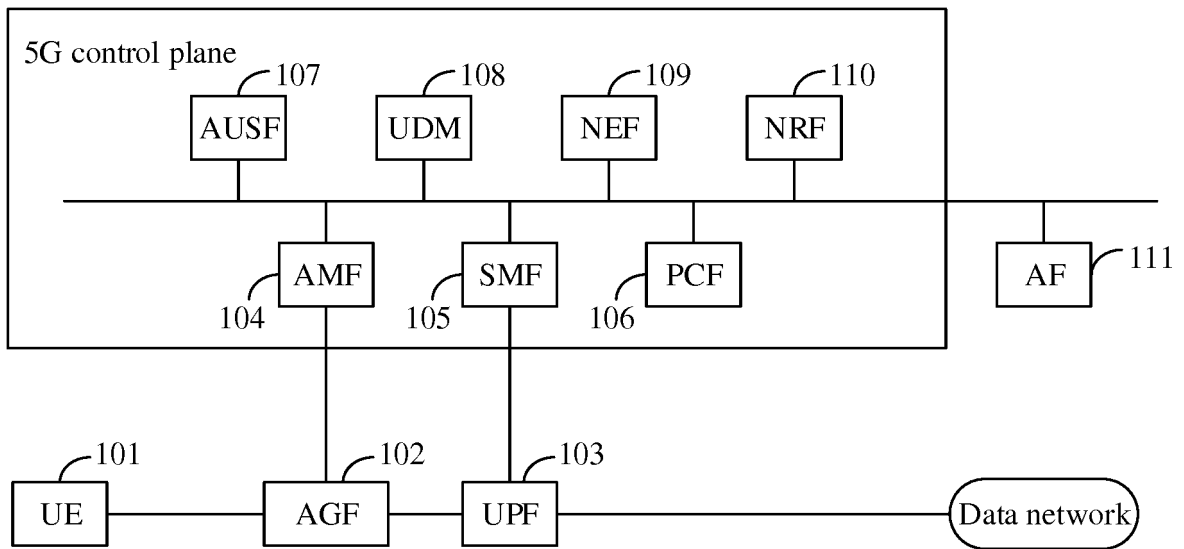 5G control plane
107
108
109
110
AUSF
UDM
NEF
NRF
AMF
SMF
PCF
AF
111
104
105
106
101
102
103
UE
AGF
UPF
Data network